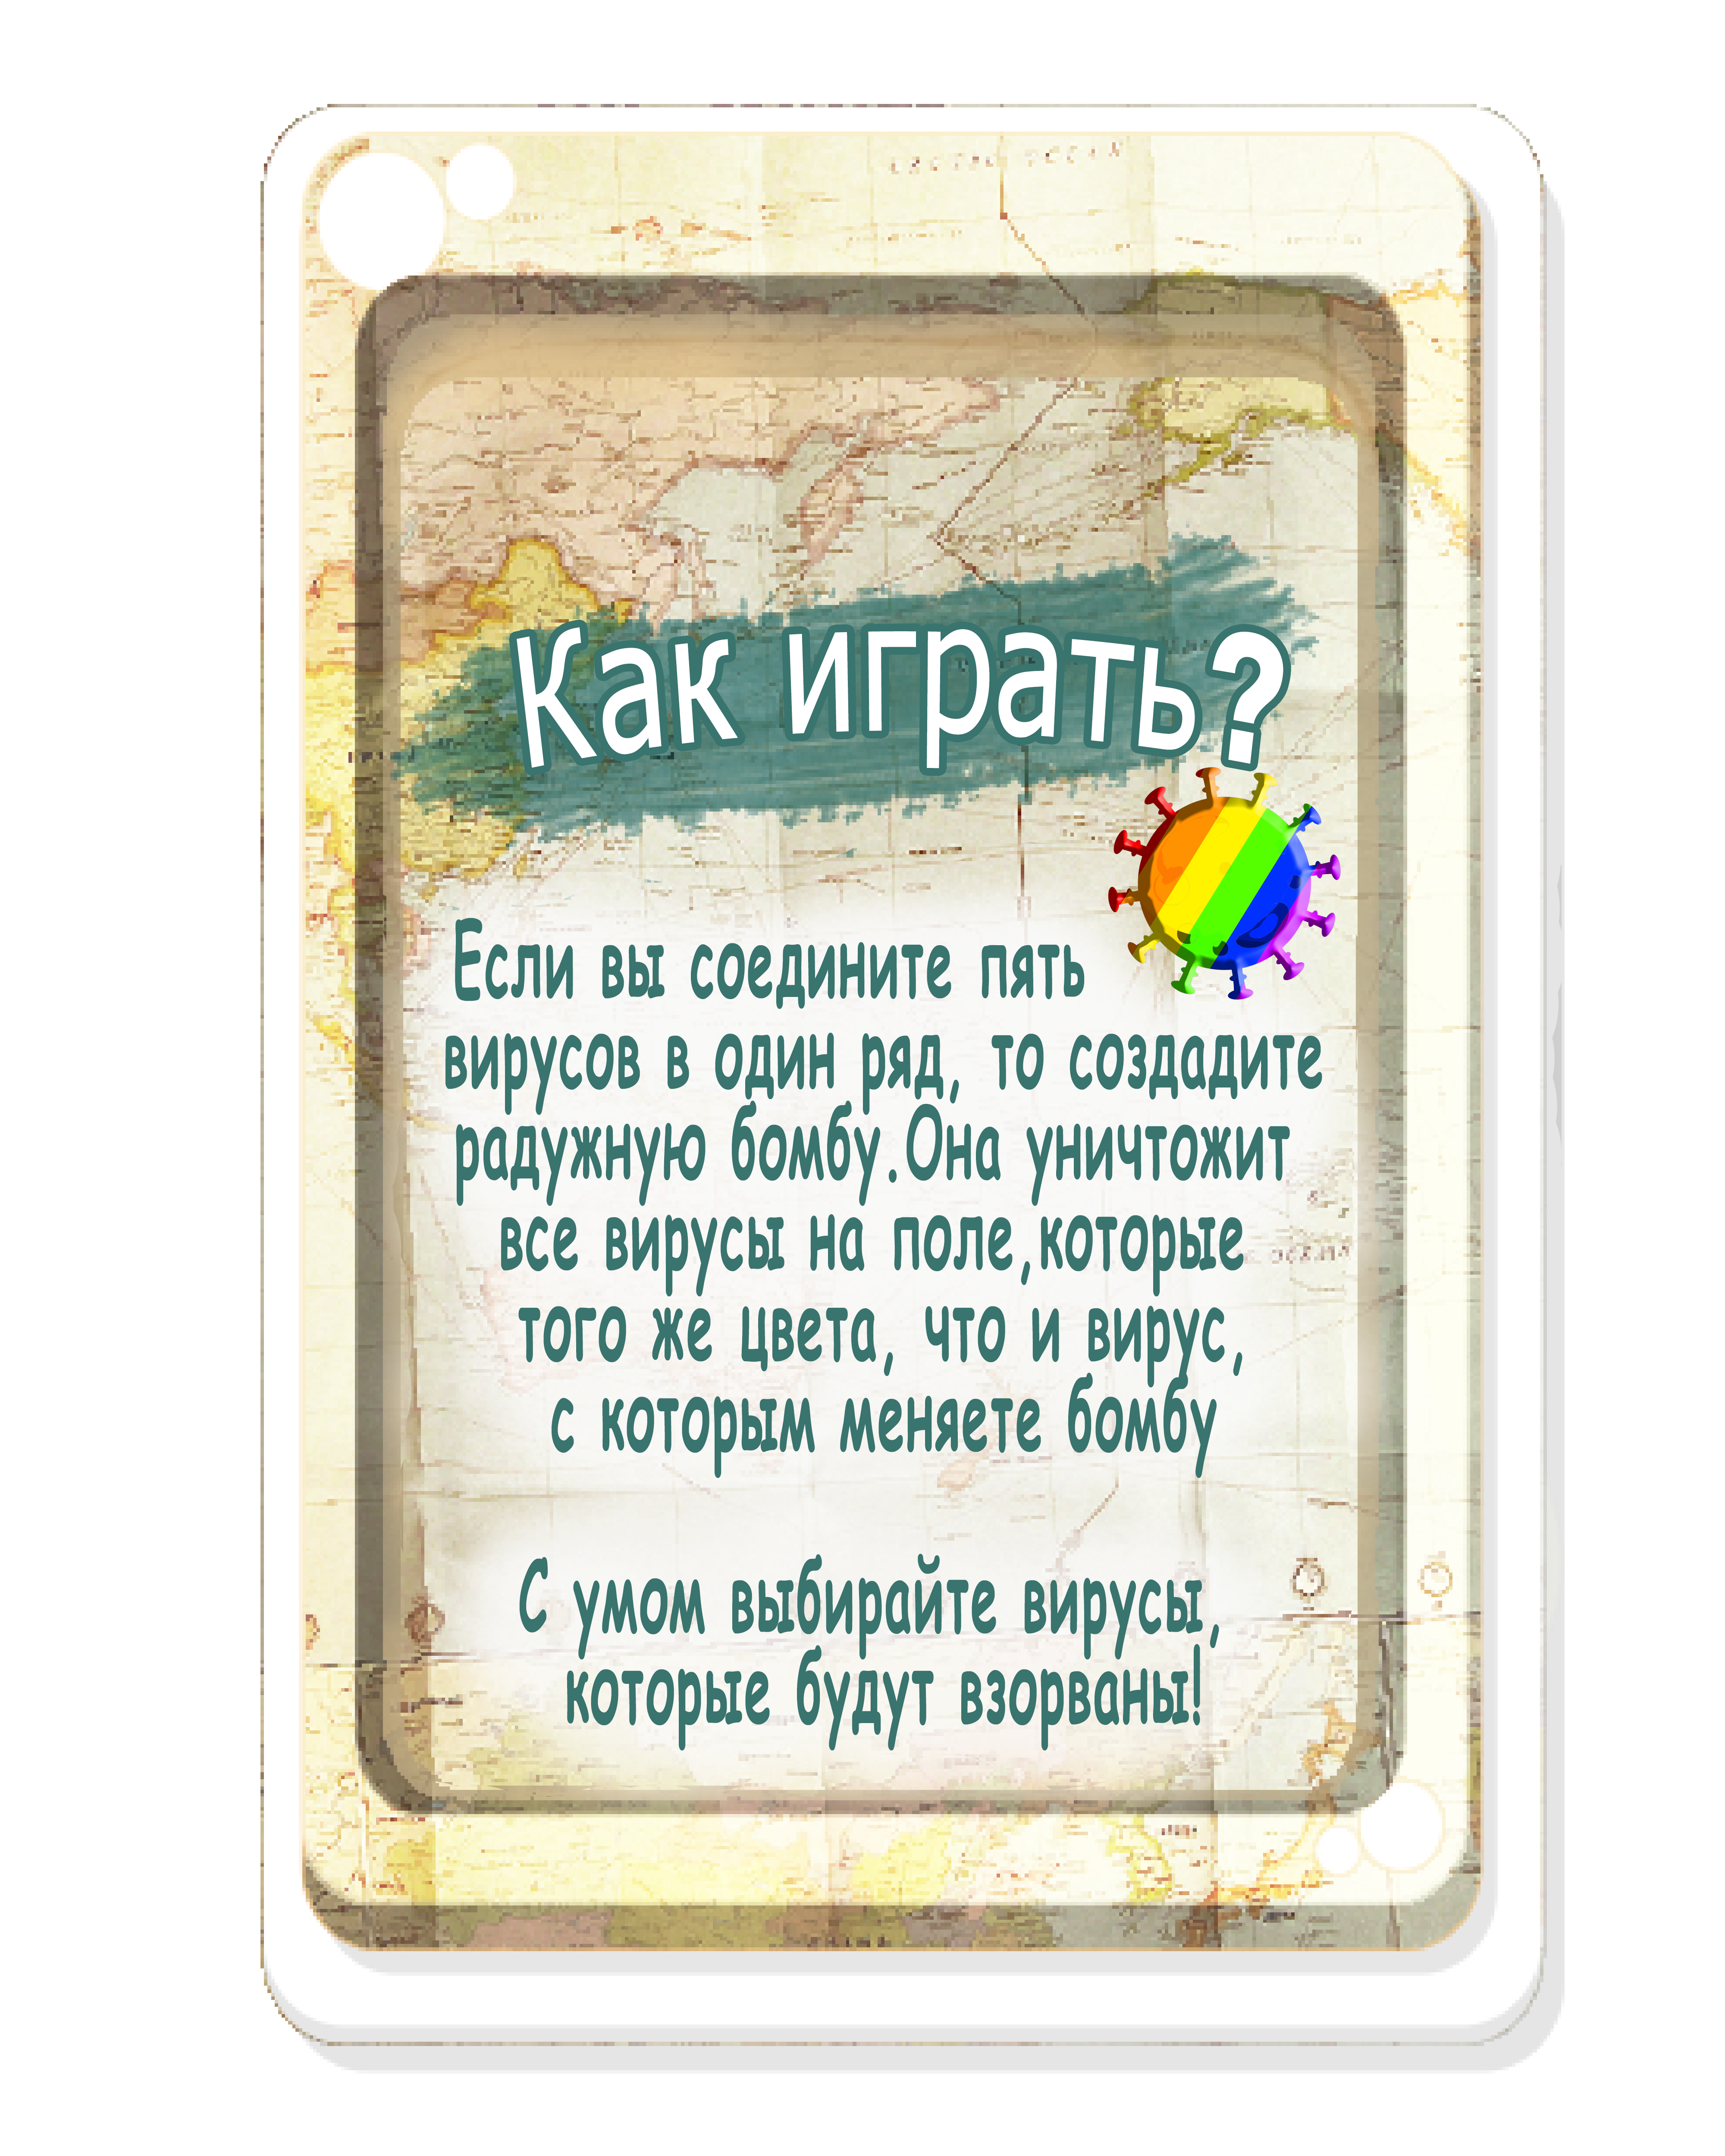 Как играть?
Если вы соедините пять
вирусов в один ряд, то создадите
радужную бомбу.Она уничтожит
все вирусы на поле,которые
того же цвета, что и вирус,
с которым меняете бомбу
С умом выбирайте вирусы,
которые будут взорваны!